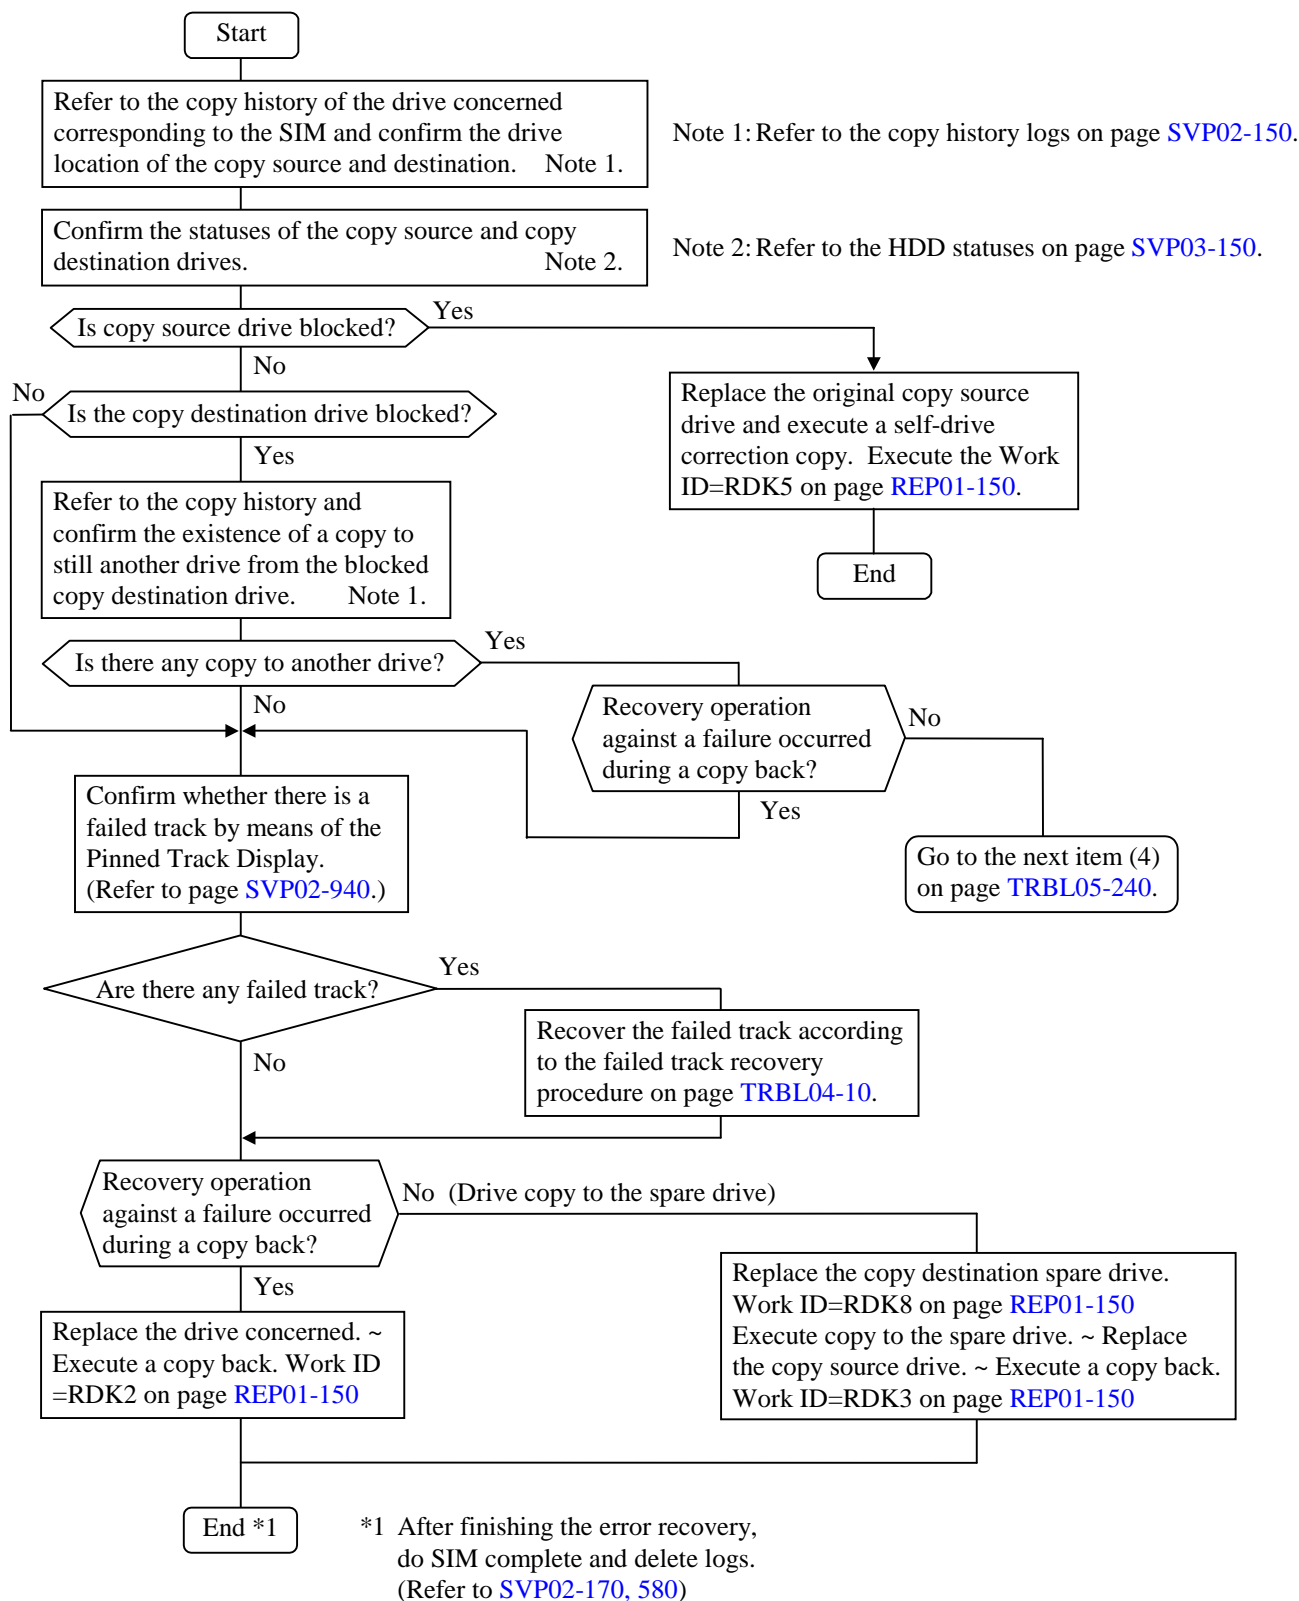 Start
Refer to the copy history of the drive concerned
corresponding to the SIM and confirm the drive
location of the copy source and destination. Note 1.
Note 1: Refer to the copy history logs on page SVP02-150.
Confirm the statuses of the copy source and copy
destination drives. Note 2.
Note 2: Refer to the HDD statuses on page SVP03-150.
Is copy source drive blocked?
Yes
No
Replace the original copy source
drive and execute a self-drive
correction copy. Execute the Work
ID=RDK5 on page REP01-150.
End
No
Is the copy destination drive blocked?
Yes
Refer to the copy history and
confirm the existence of a copy to
still another drive from the blocked
copy destination drive. Note 1.
Is there any copy to another drive?
Yes
No
Recovery operation
against a failure occurred
during a copy back?
No
Yes
Go to the next item (4)
on page TRBL05-240.
Confirm whether there is a
failed track by means of the
Pinned Track Display.
(Refer to page SVP02-940.)
Are there any failed track?
Yes
No
Recover the failed track according
to the failed track recovery
procedure on page TRBL04-10.
Recovery operation
against a failure occurred
during a copy back?
No (Drive copy to the spare drive)
Yes
Replace the drive concerned. ~
Execute a copy back. Work ID
=RDK2 on page REP01-150
Replace the copy destination spare drive.
Work ID=RDK8 on page REP01-150
Execute copy to the spare drive. ~ Replace
the copy source drive. ~ Execute a copy back.
Work ID=RDK3 on page REP01-150
End *1
*1 After finishing the error recovery,
do SIM complete and delete logs.
(Refer to SVP02-170, 580)